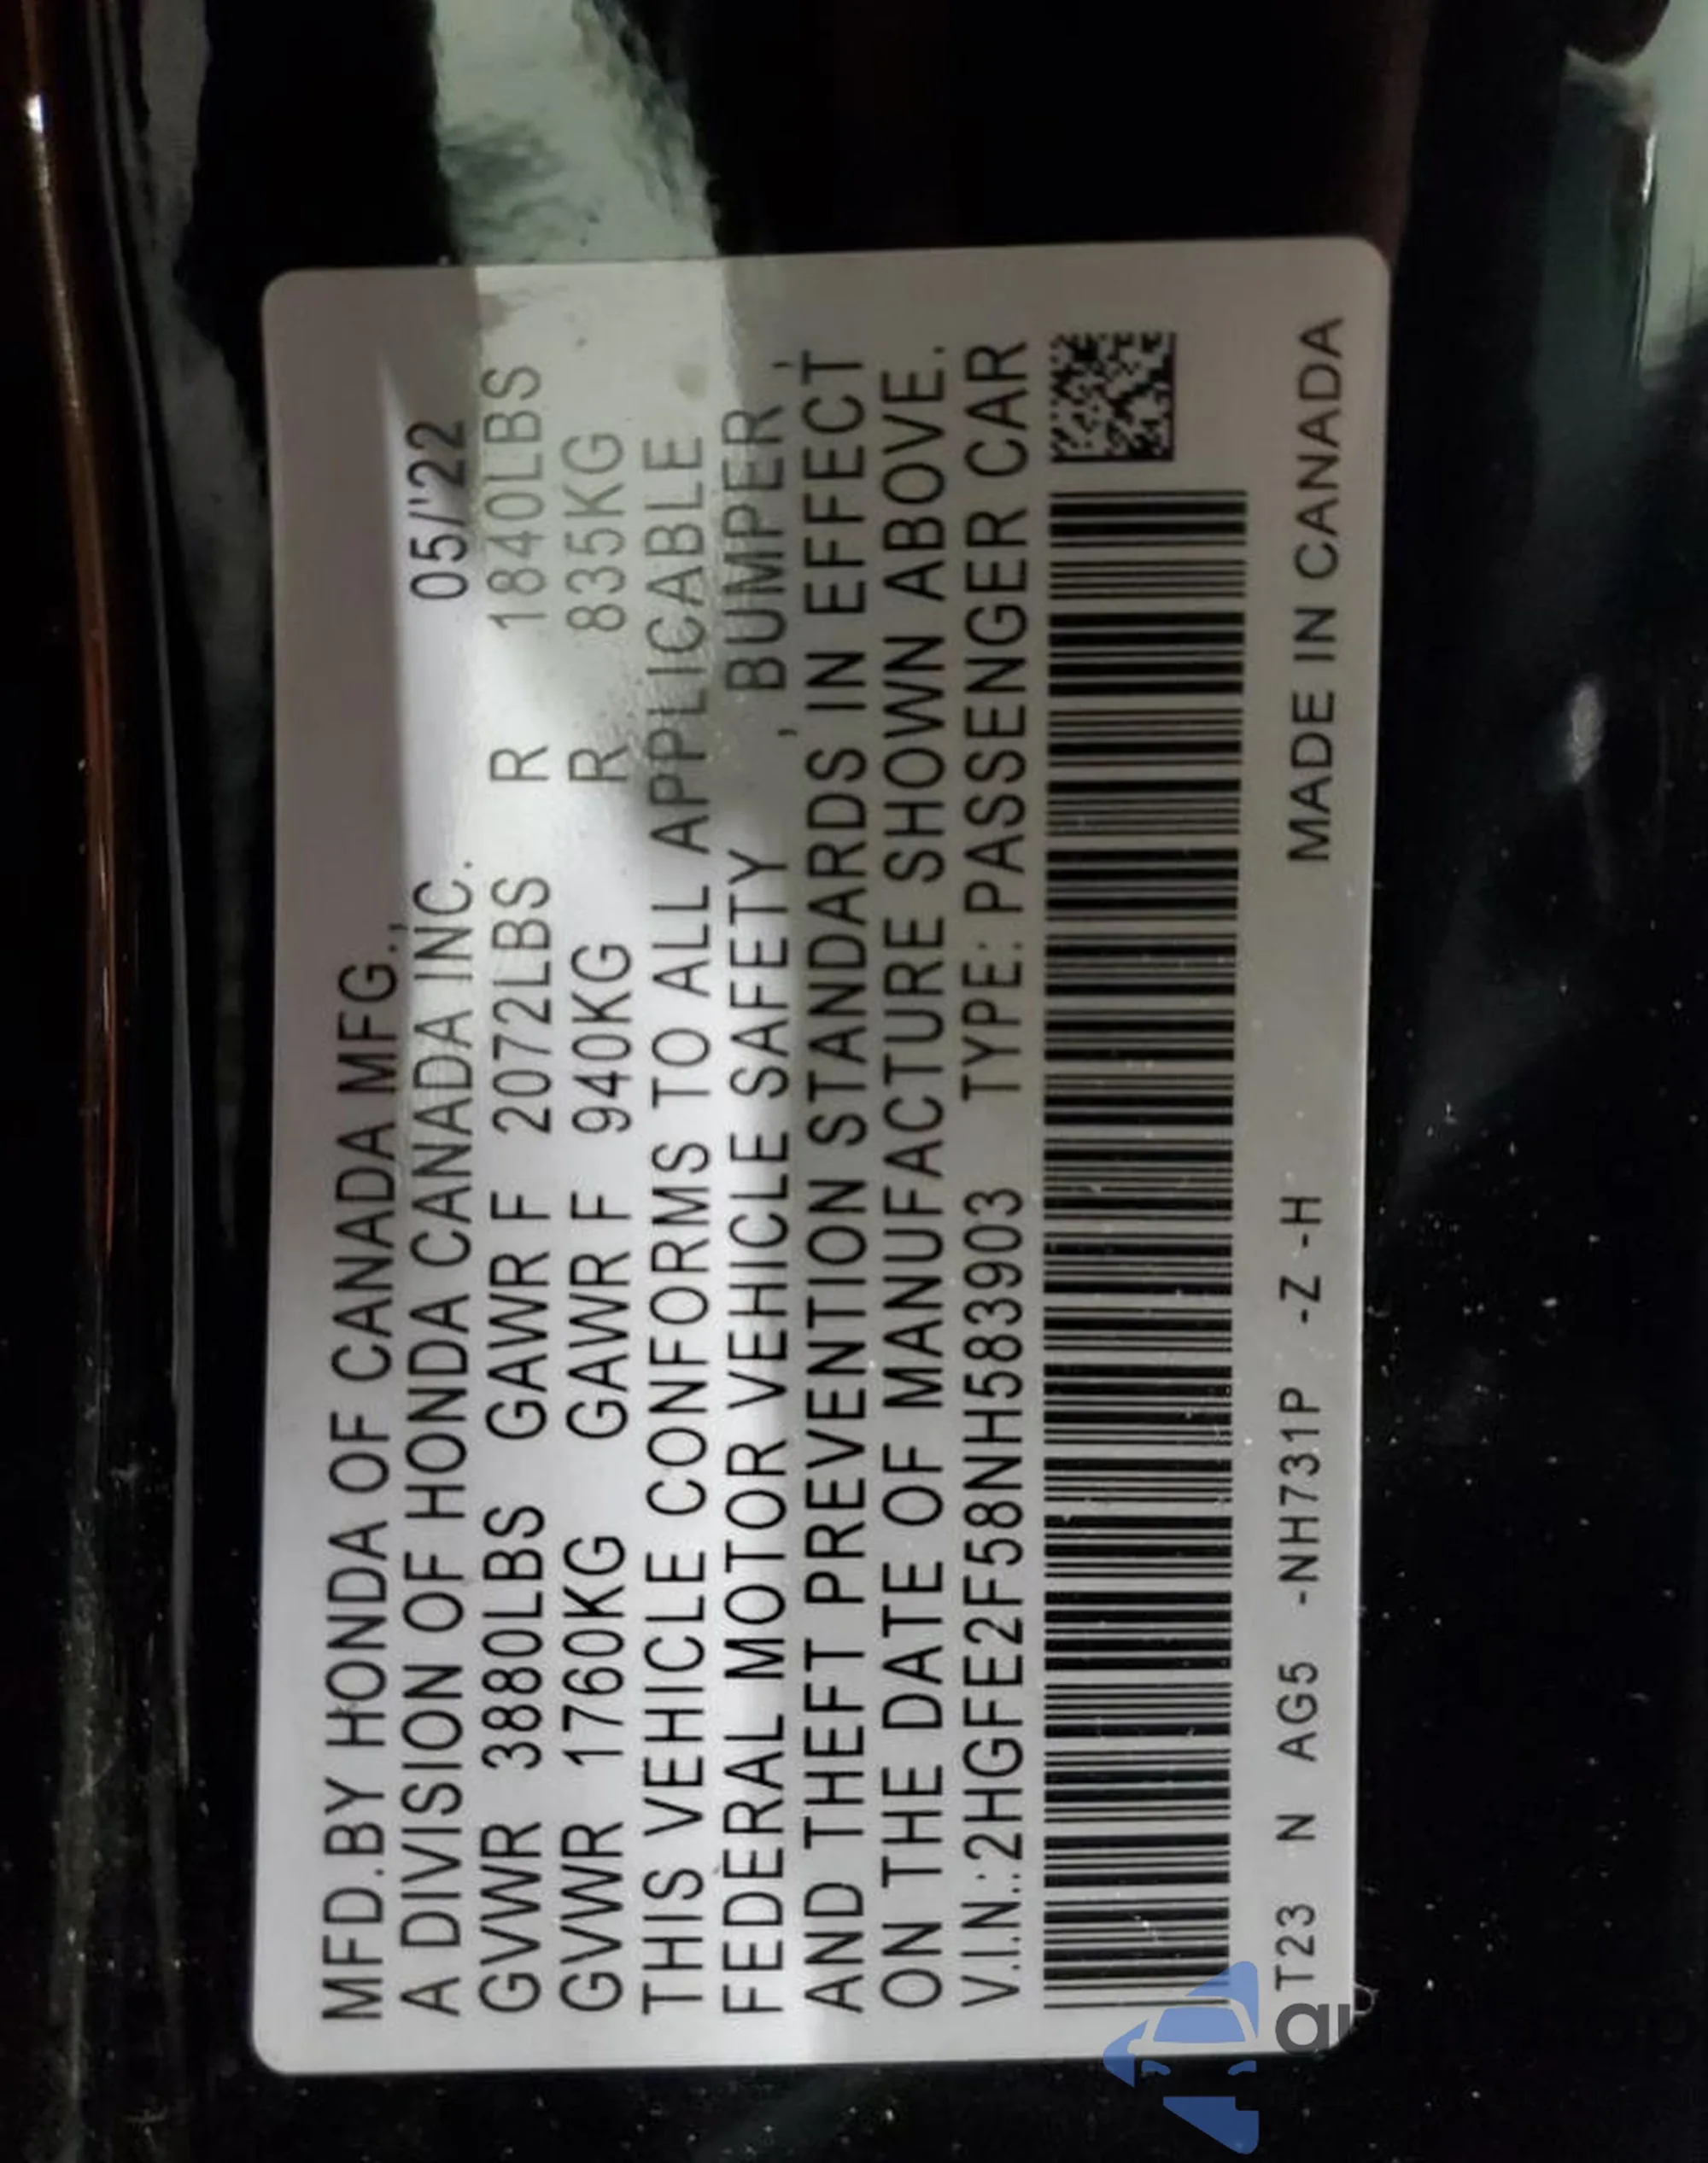 MFD.BY HONDA OF CANADA MFG.,
A DIVISION OF HONDA CANADA INC. 05/'22
GVWR 3880LBS GAWR F 2072LBS R 1840LBS
GVWR 1760KG GAWR F 940KG R 835KG
THIS VEHICLE CONFORMS TO ALL APPLICABLE
FEDERAL MOTOR VEHICLE SAFETY , BUMPER ,
AND THEFT PREVENTION STANDARDS IN EFFECT
ON THE DATE OF MANUFACTURE SHOWN ABOVE.
V.I.N.:2HGFE2F58NH583903 TYPE: PASSENGER CAR
T23 N AG5 -NH731P -Z -H MADE IN CANADA